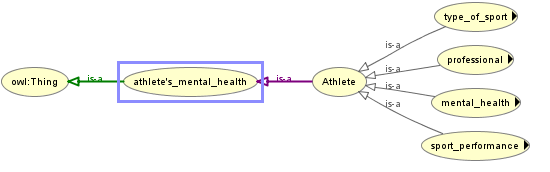 type_of_sport
is-a
professional
is-a
owl:Thing
is-a
athlete's_mental_health
is-a
Athlete
is-a
mental_health
is-a
sport_performance